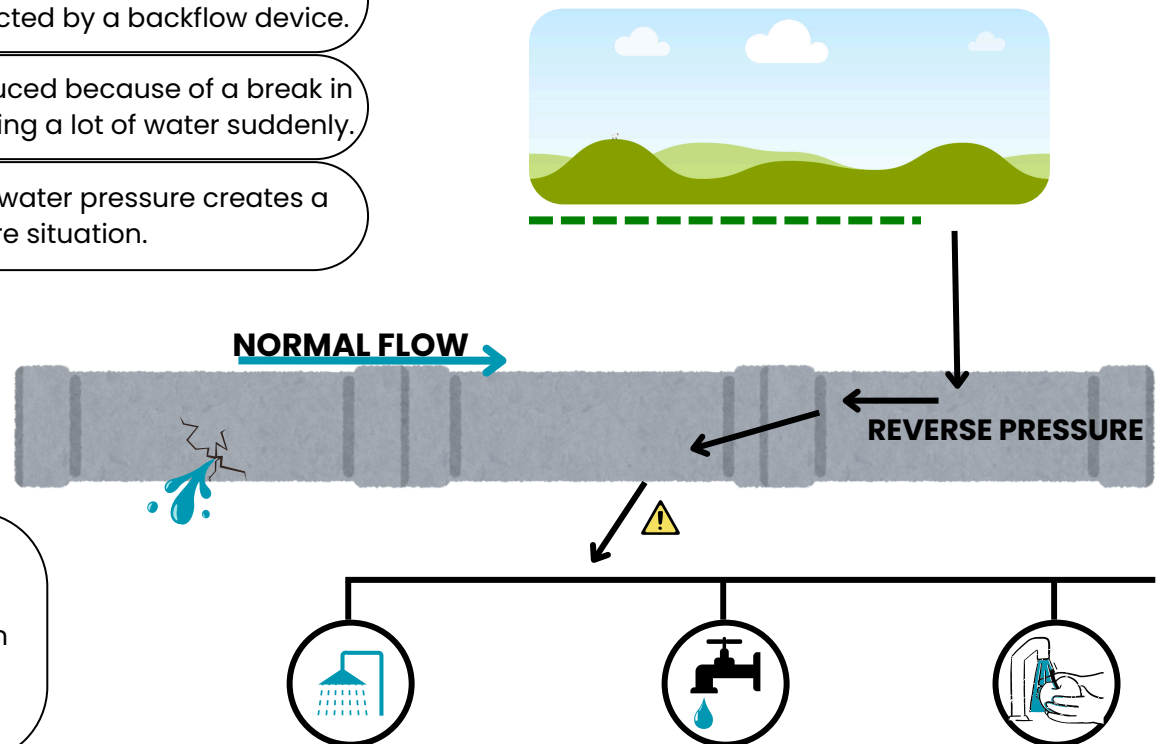 cted by a backflow device.
uced because of a break in
ing a lot of water suddenly.
water pressure creates a
re situation.
NORMAL FLOW
REVERSE PRESSURE
n